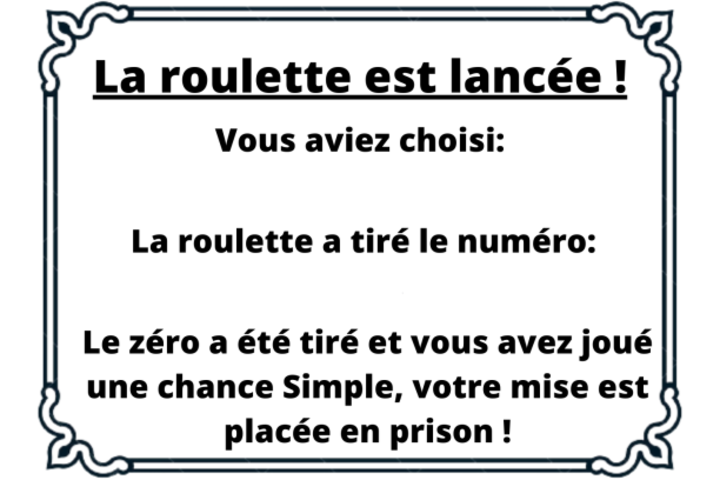 La roulette est lancée !
Vous aviez choisi:
La roulette a tiré le numéro:
Le zéro a été tiré et vous avez joué
une chance Simple, votre mise est
placée en prison !